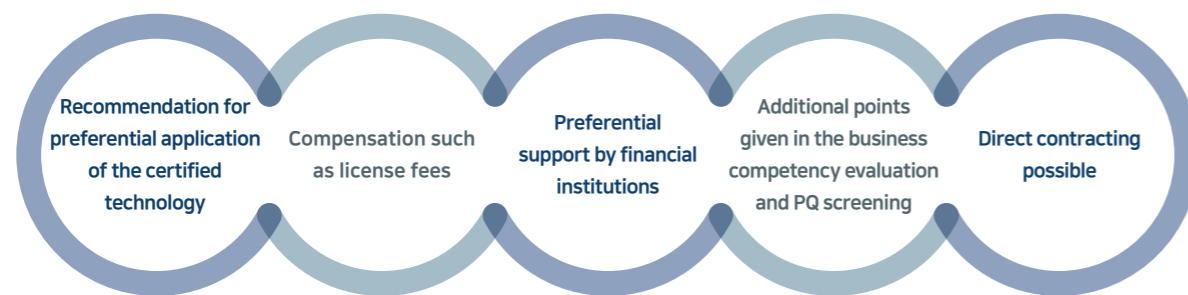 Recommendation for
preferential application
of the certified
technology
Compensation such
as license fees
Preferential
support by financial
institutions
Additional points
given in the business
competency evaluation
and PQ screening
Direct contracting
possible